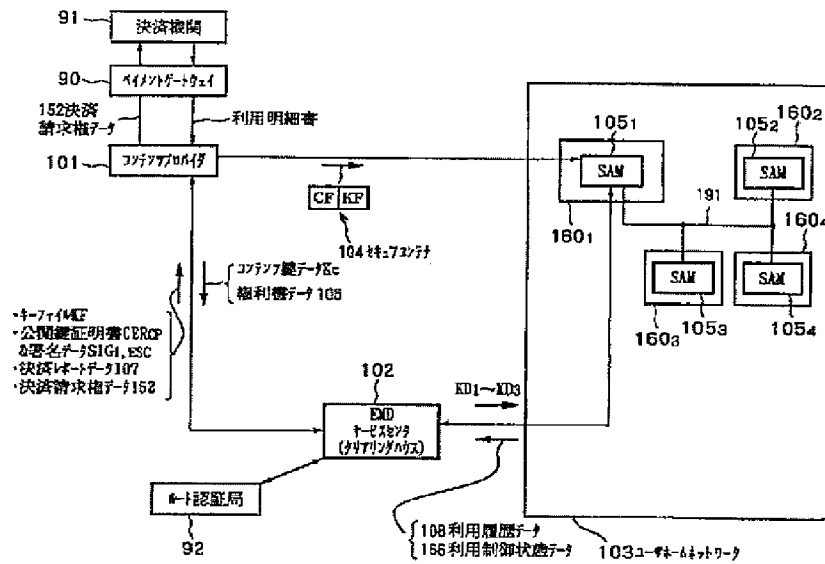 91
決済機関
90
ペイメントゲートウェイ
152決済
請求権データ
利用明細書
101
コンテンツプロバイダ
CF KF
104セキュアコンテナ
コンテンツ鍵データKc
権利書データ106
・キーファイルKF
・公開鍵証明書CERCP
&署名データSIG1,ESC
・決済レポートデータ107
・決済請求権データ152
102
EMD
サービスセンタ
(クリアリングハウス)
KD1〜KD3
ルート認証局
92
108利用履歴データ
166利用制御状態データ
103ユーザホームネットワーク
105₁
SAM
160₁
105₂
160₂
SAM
191
160₄
SAM
105₃
160₃
SAM
105₄